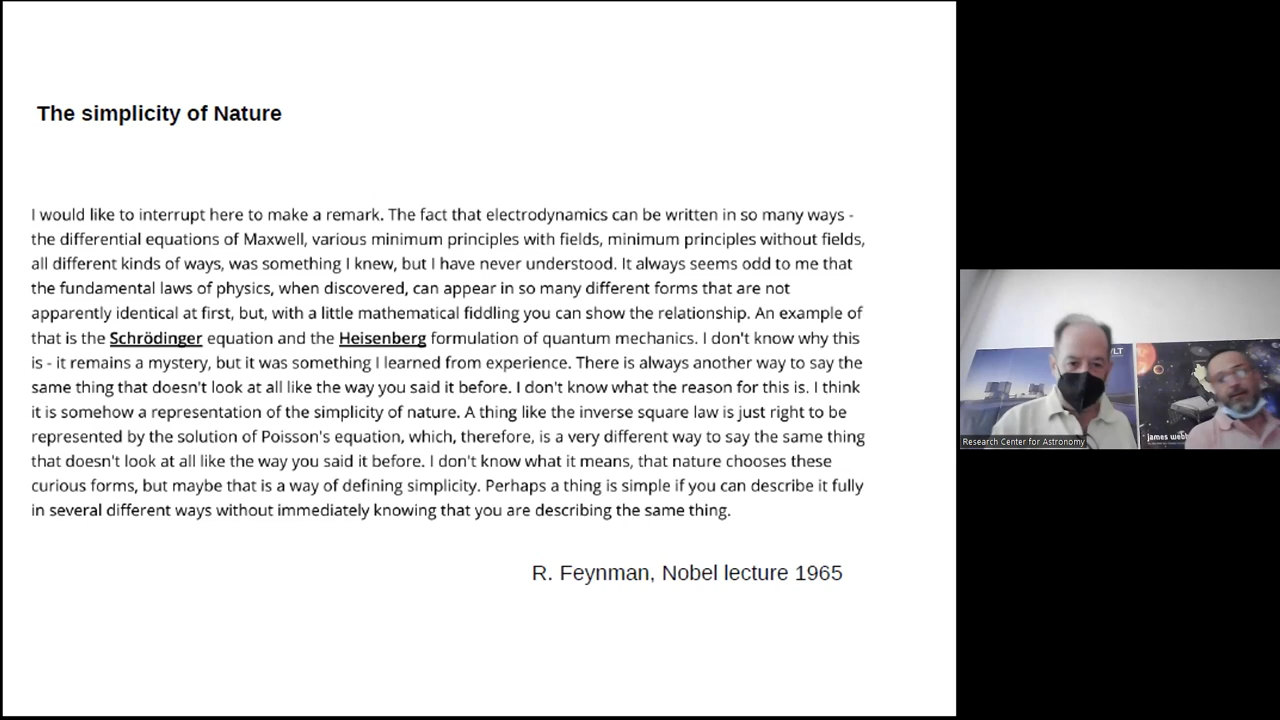 The simplicity of Nature
I would like to interrupt here to make a remark. The fact that electrodynamics can be written in so many ways -
the differential equations of Maxwell, various minimum principles with fields, minimum principles without fields,
all different kinds of ways, was something I knew, but I have never understood. It always seems odd to me that
the fundamental laws of physics, when discovered, can appear in so many different forms that are not
apparently identical at first, but, with a little mathematical fiddling you can show the relationship. An example of
that is the Schrödinger equation and the Heisenberg formulation of quantum mechanics. I don't know why this
is - it remains a mystery, but it was something I learned from experience. There is always another way to say the
same thing that doesn't look at all like the way you said it before. I don't know what the reason for this is. I think
it is somehow a representation of the simplicity of nature. A thing like the inverse square law is just right to be
represented by the solution of Poisson's equation, which, therefore, is a very different way to say the same thing
that doesn't look at all like the way you said it before. I don't know what it means, that nature chooses these
curious forms, but maybe that is a way of defining simplicity. Perhaps a thing is simple if you can describe it fully
in several different ways without immediately knowing that you are describing the same thing.
R. Feynman, Nobel lecture 1965
VLT
james webb
Research Center for Astronomy